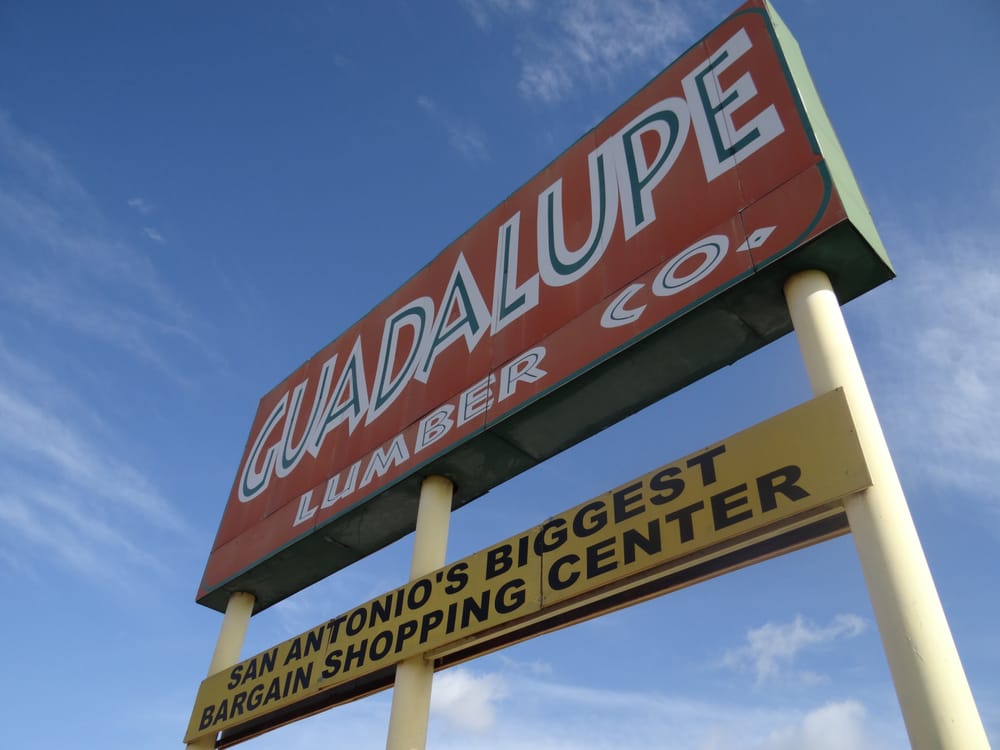 GUADALUPE
LUMBER CO.
SAN ANTONIO'S BIGGEST
BARGAIN SHOPPING CENTER